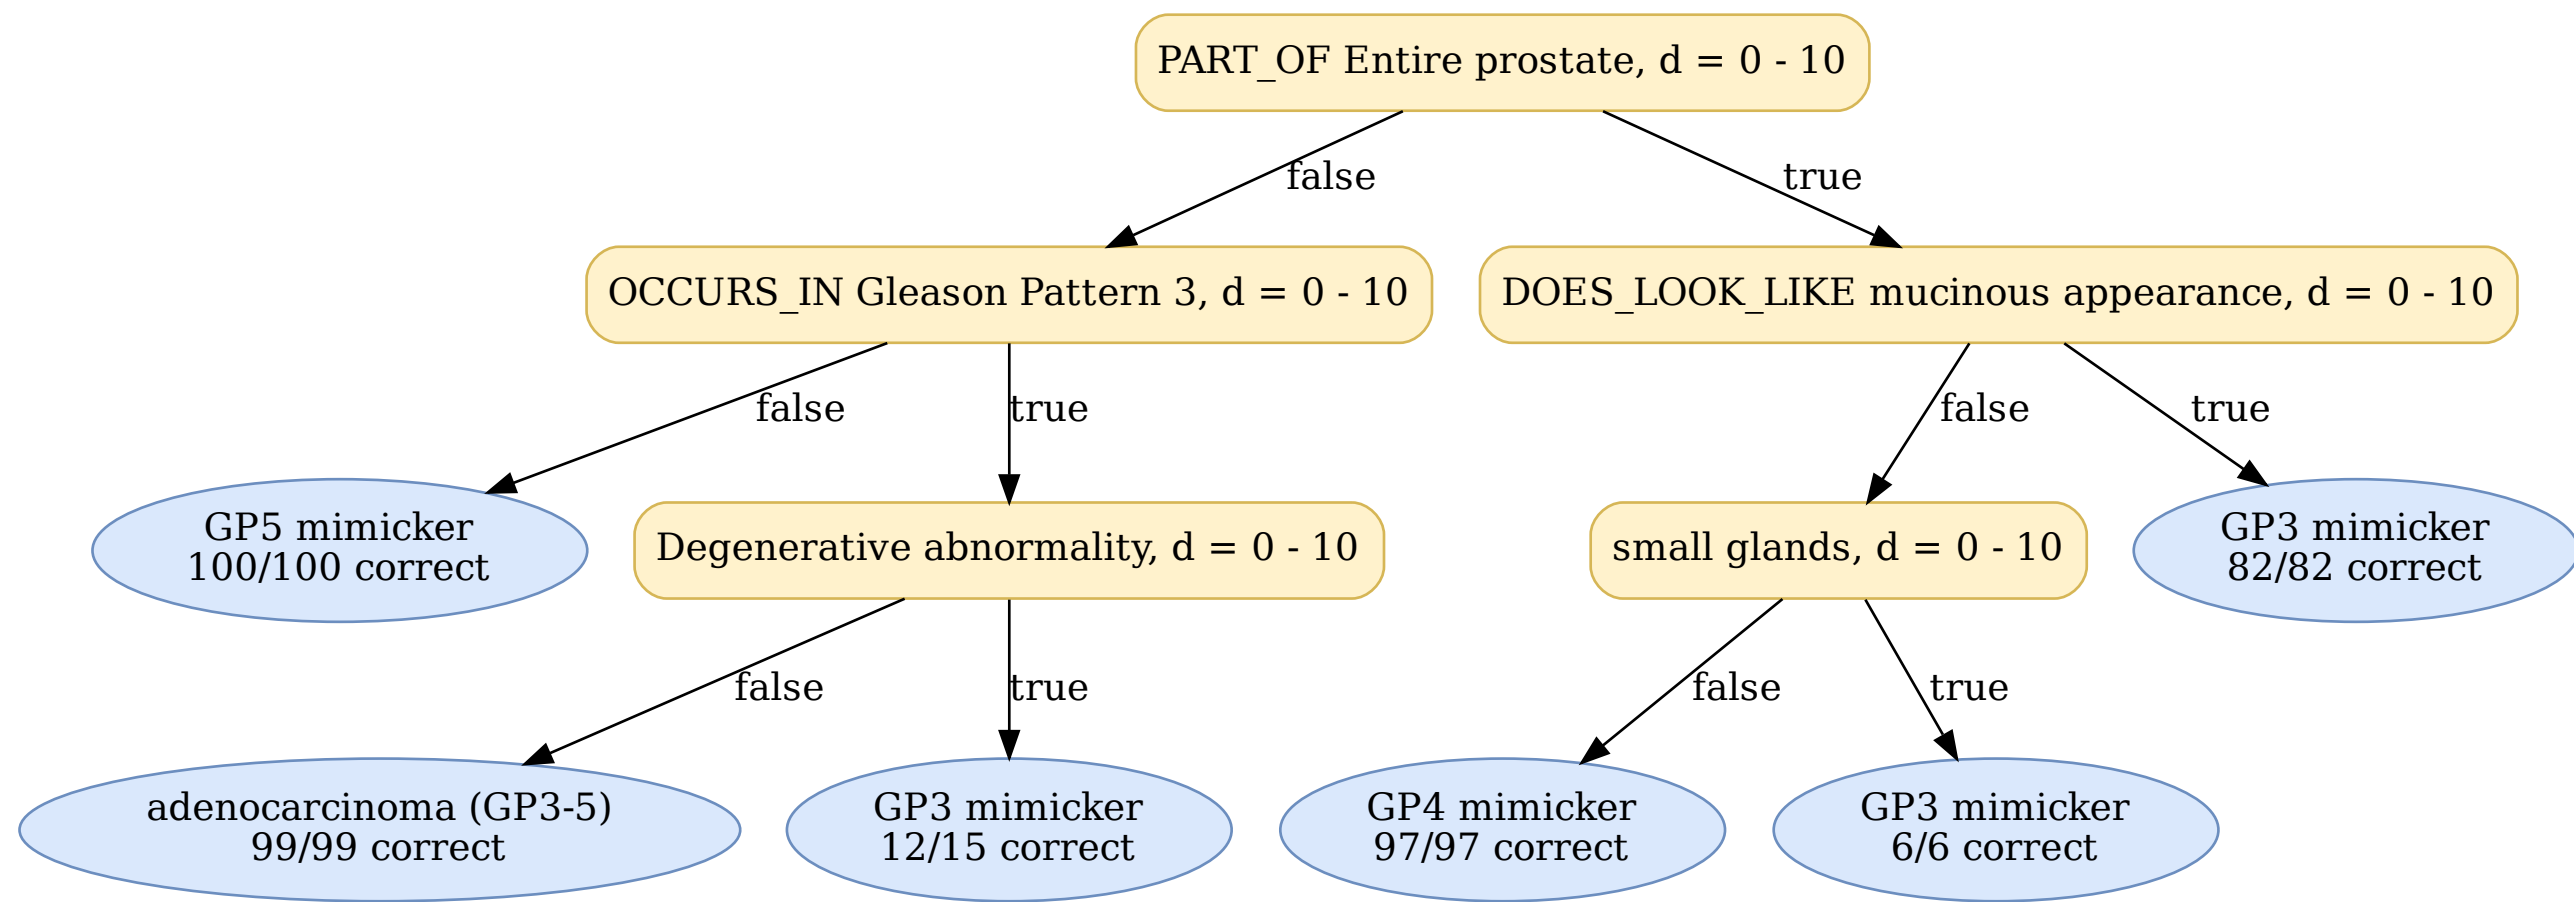 PART_OF Entire prostate, d = 0 - 10
false
true
OCCURS_IN Gleason Pattern 3, d = 0 - 10
DOES_LOOK_LIKE mucinous appearance, d = 0 - 10
false
true
false
true
GP5 mimicker
100/100 correct
Degenerative abnormality, d = 0 - 10
small glands, d = 0 - 10
GP3 mimicker
82/82 correct
false
true
false
true
adenocarcinoma (GP3-5)
99/99 correct
GP3 mimicker
12/15 correct
GP4 mimicker
97/97 correct
GP3 mimicker
6/6 correct